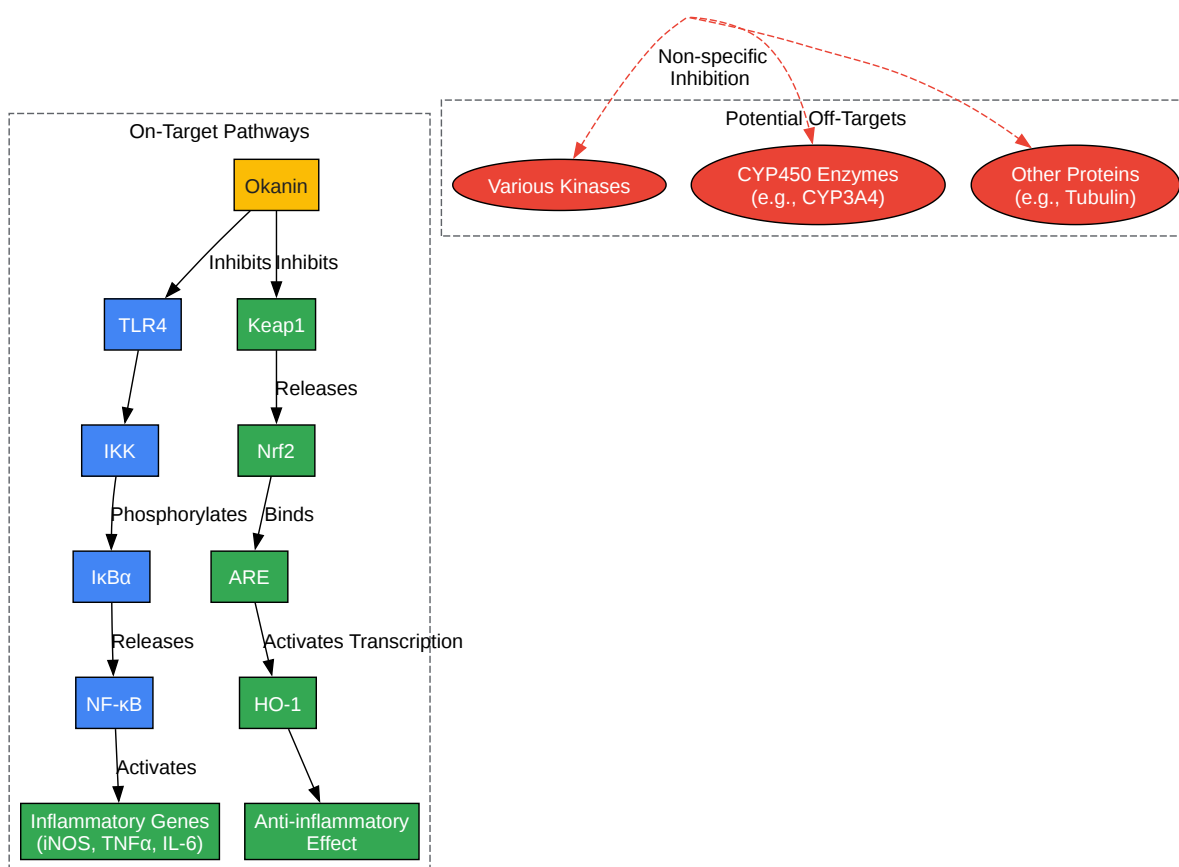 Non-specific
Inhibition
On-Target Pathways
Potential Off-Targets
Okanin
Various Kinases
CYP450 Enzymes
(e.g., CYP3A4)
Other Proteins
(e.g., Tubulin)
Inhibits
Inhibits
TLR4
Keap1
Releases
IKK
Nrf2
Phosphorylates
Binds
IκBα
ARE
Releases
Activates Transcription
NF-κB
HO-1
Activates
Inflammatory Genes
(iNOS, TNFα, IL-6)
Anti-inflammatory
Effect